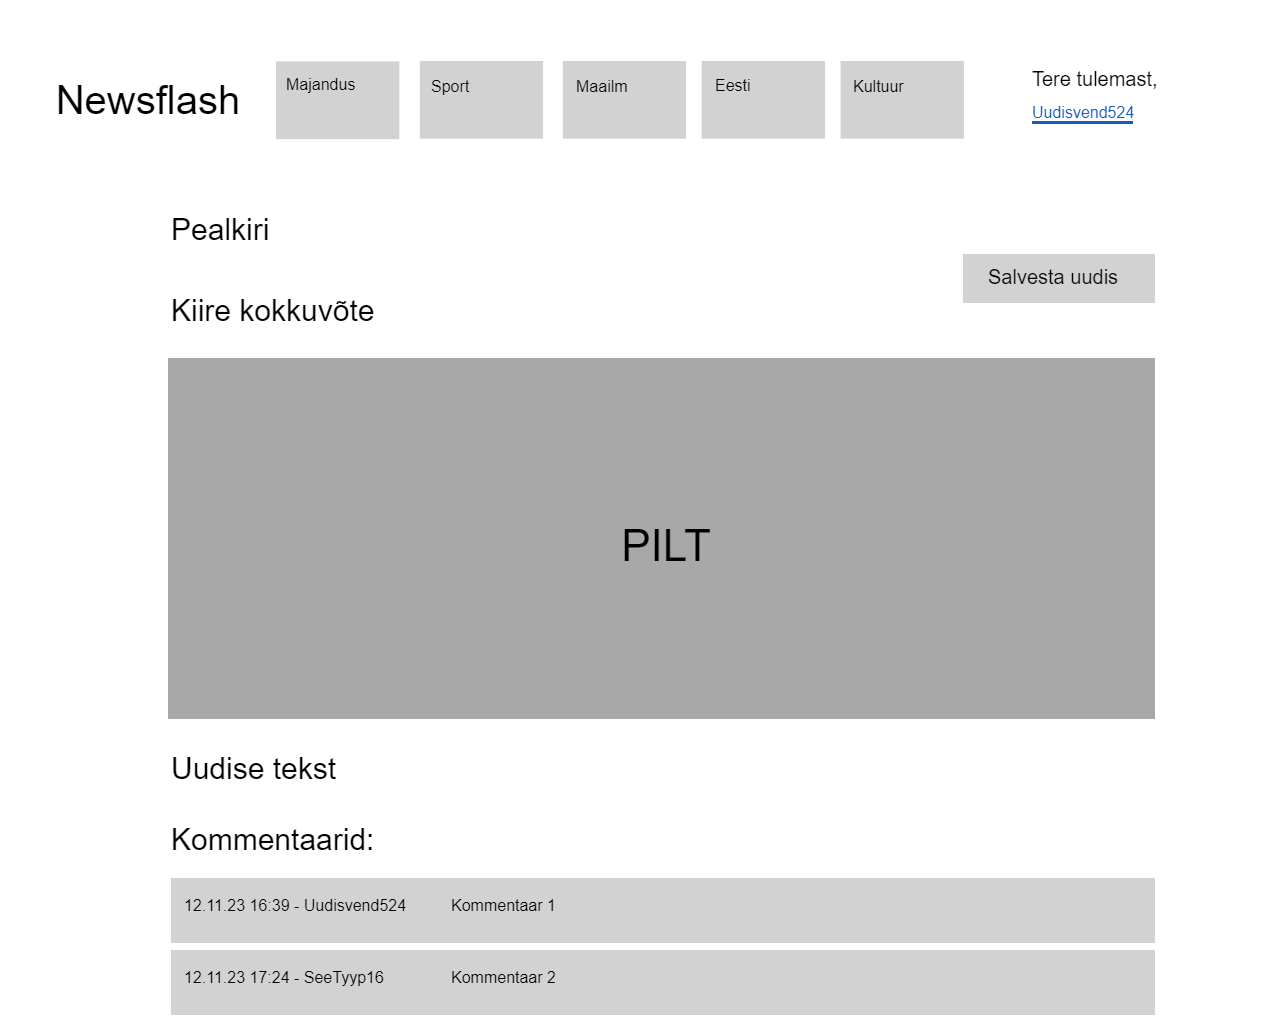 Newsflash
Majandus
Sport
Maailm
Eesti
Kultuur
Tere tulemast,
Uudisvend524
Pealkiri
Salvesta uudis
Kiire kokkuvõte
PILT
Uudise tekst
Kommentaarid:
12.11.23 16:39 - Uudisvend524 Kommentaar 1
12.11.23 17:24 - SeeTyyp16 Kommentaar 2